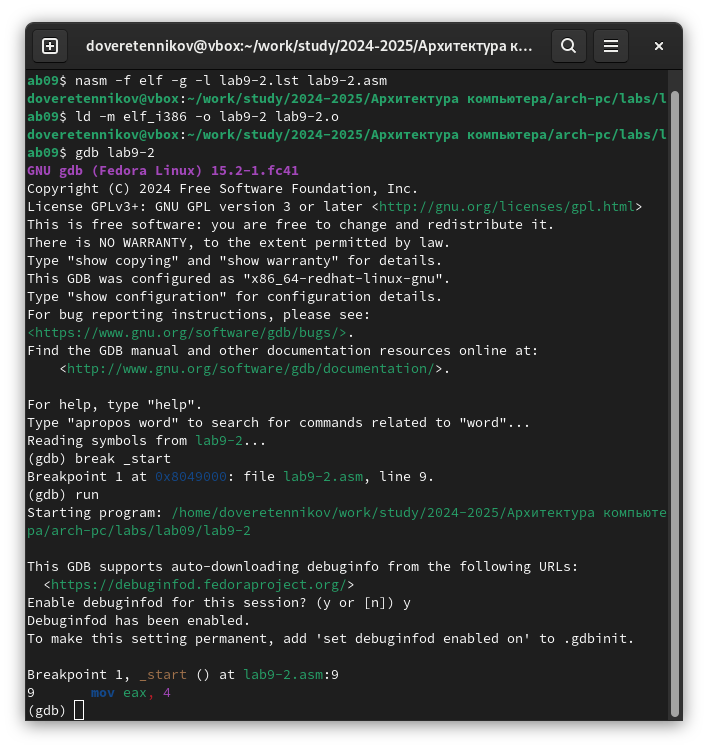 doveretennikov@vbox:~/work/study/2024-2025/Архитектура к...
ab09$ nasm -f elf -g -l lab9-2.lst lab9-2.asm
doveretennikov@vbox:~/work/study/2024-2025/Архитектура компьютера/arch-pc/labs/l
ab09$ ld -m elf_i386 -o lab9-2 lab9-2.o
doveretennikov@vbox:~/work/study/2024-2025/Архитектура компьютера/arch-pc/labs/l
ab09$ gdb lab9-2
GNU gdb (Fedora Linux) 15.2-1.fc41
Copyright (C) 2024 Free Software Foundation, Inc.
License GPLv3+: GNU GPL version 3 or later <http://gnu.org/licenses/gpl.html>
This is free software: you are free to change and redistribute it.
There is NO WARRANTY, to the extent permitted by law.
Type "show copying" and "show warranty" for details.
This GDB was configured as "x86_64-redhat-linux-gnu".
Type "show configuration" for configuration details.
For bug reporting instructions, please see:
<https://www.gnu.org/software/gdb/bugs/>.
Find the GDB manual and other documentation resources online at:
    <http://www.gnu.org/software/gdb/documentation/>.

For help, type "help".
Type "apropos word" to search for commands related to "word"...
Reading symbols from lab9-2...
(gdb) break _start
Breakpoint 1 at 0x8049000: file lab9-2.asm, line 9.
(gdb) run
Starting program: /home/doveretennikov/work/study/2024-2025/Архитектура компьюте
ра/arch-pc/labs/lab09/lab9-2

This GDB supports auto-downloading debuginfo from the following URLs:
  <https://debuginfod.fedoraproject.org/>
Enable debuginfod for this session? (y or [n]) y
Debuginfod has been enabled.
To make this setting permanent, add 'set debuginfod enabled on' to .gdbinit.

Breakpoint 1, _start () at lab9-2.asm:9
9       mov eax, 4
(gdb)